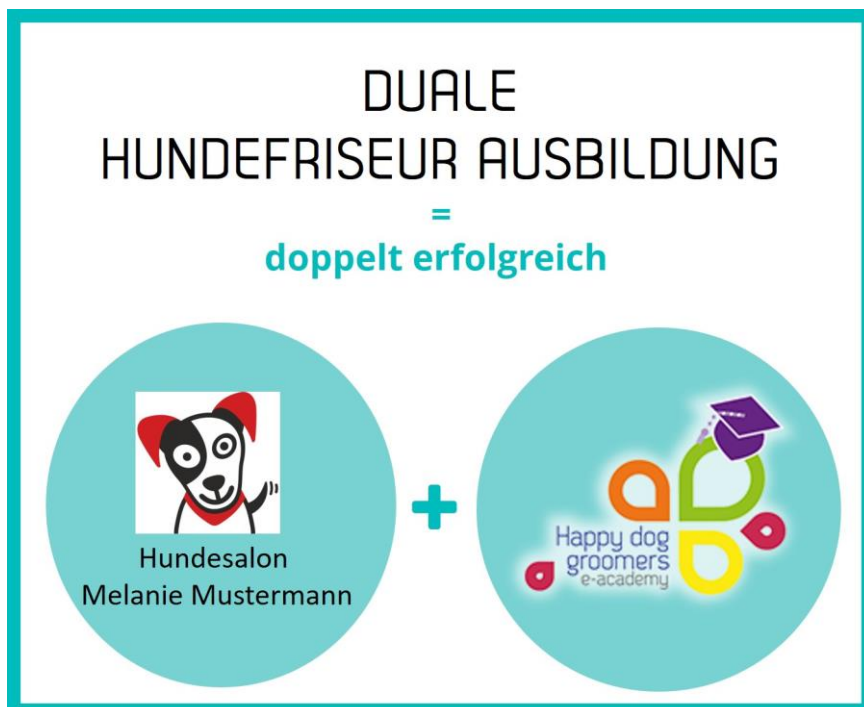 DUALE
HUNDEFRISEUR AUSBILDUNG
=
doppelt erfolgreich
Hundesalon
Melanie Mustermann
+
Happy dog
groomers
e-academy